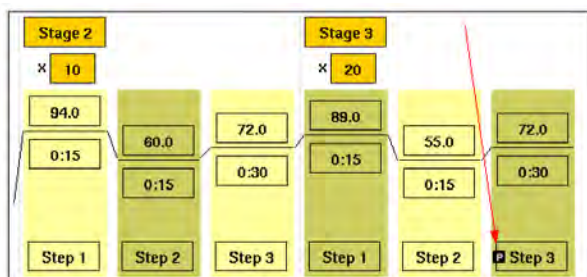 Stage 2 Stage 3
X 10 X 20
94.0 60.0 72.0 89.0 55.0 72.0
0:15 0:15 0:30 0:15 0:15 0:30
Step 1 Step 2 Step 3 Step 1 Step 2 P Step 3